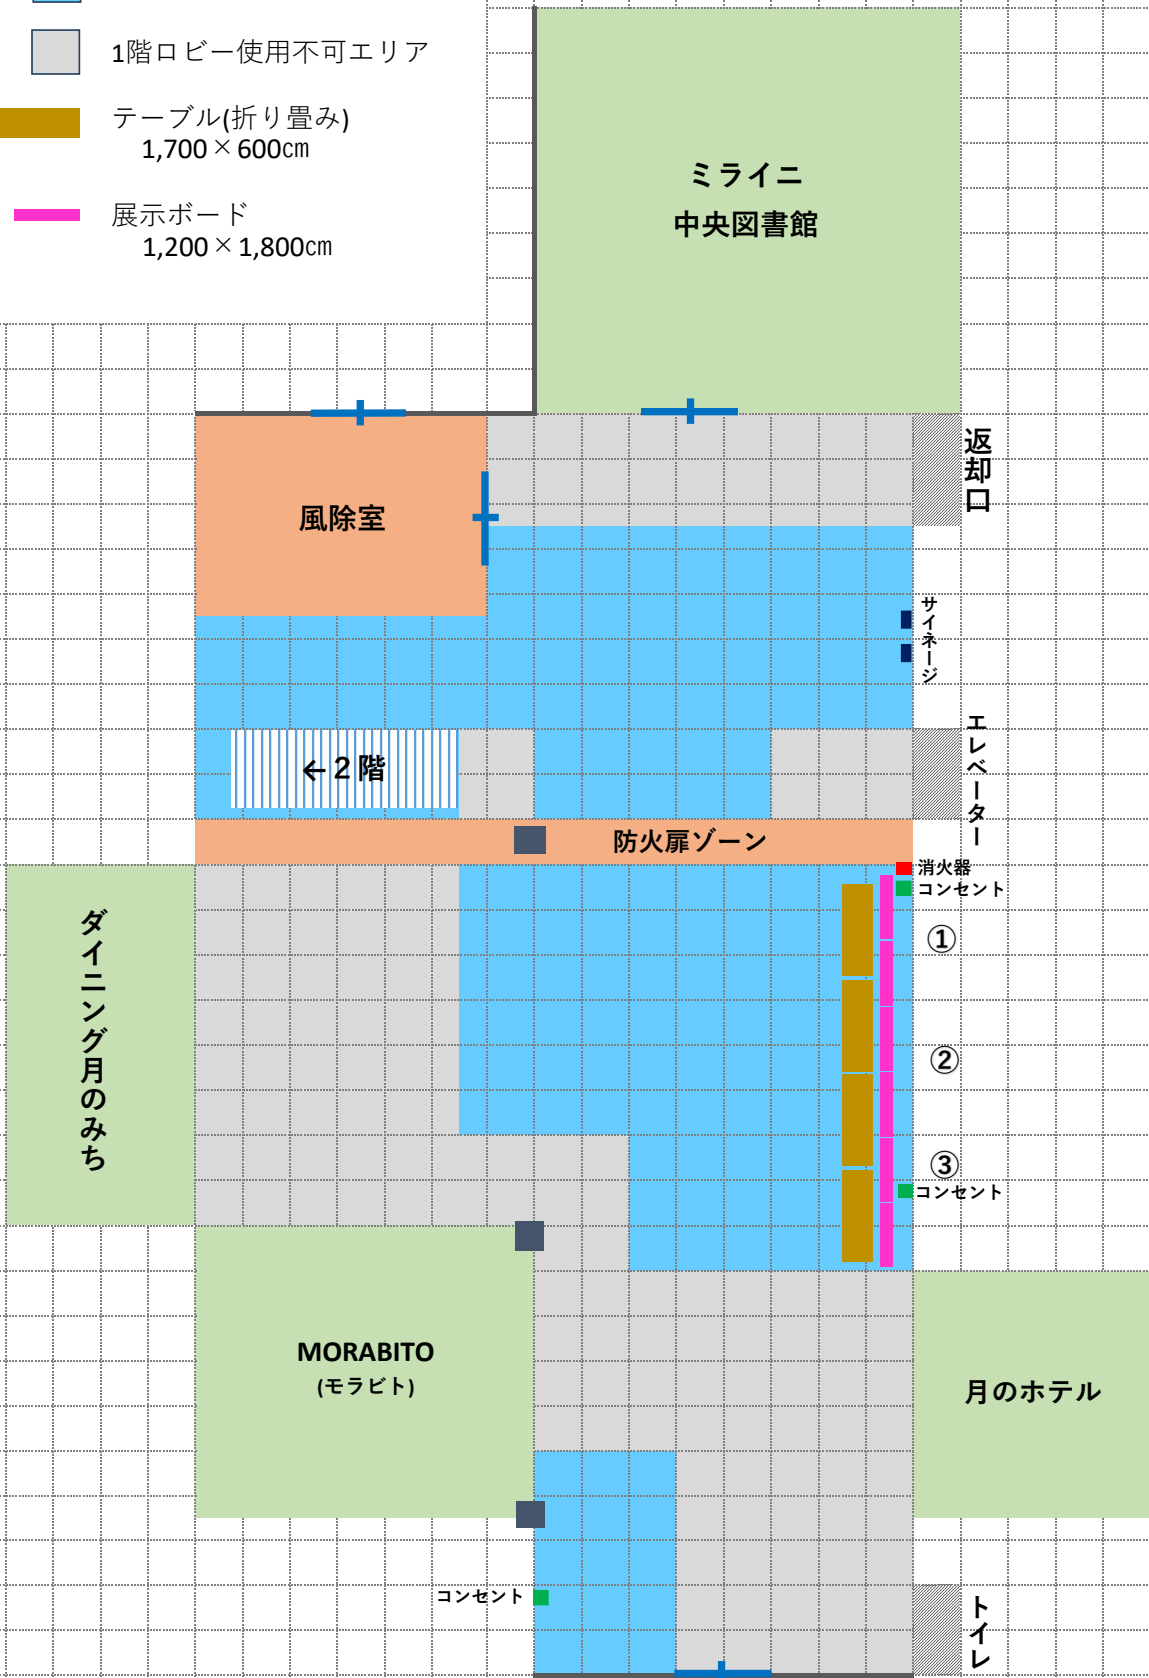 1階ロビー使用不可エリア
テーブル(折り畳み)
1,700×600㎝
展示ボード
1,200×1,800㎝
ミライニ
中央図書館
返却口
風除室
サイネージ
エレベーター
←2階
防火扉ゾーン
消火器
コンセント
ダイニング月のみち
①
②
③
コンセント
MORABITO
(モラビト)
月のホテル
コンセント
トイレ